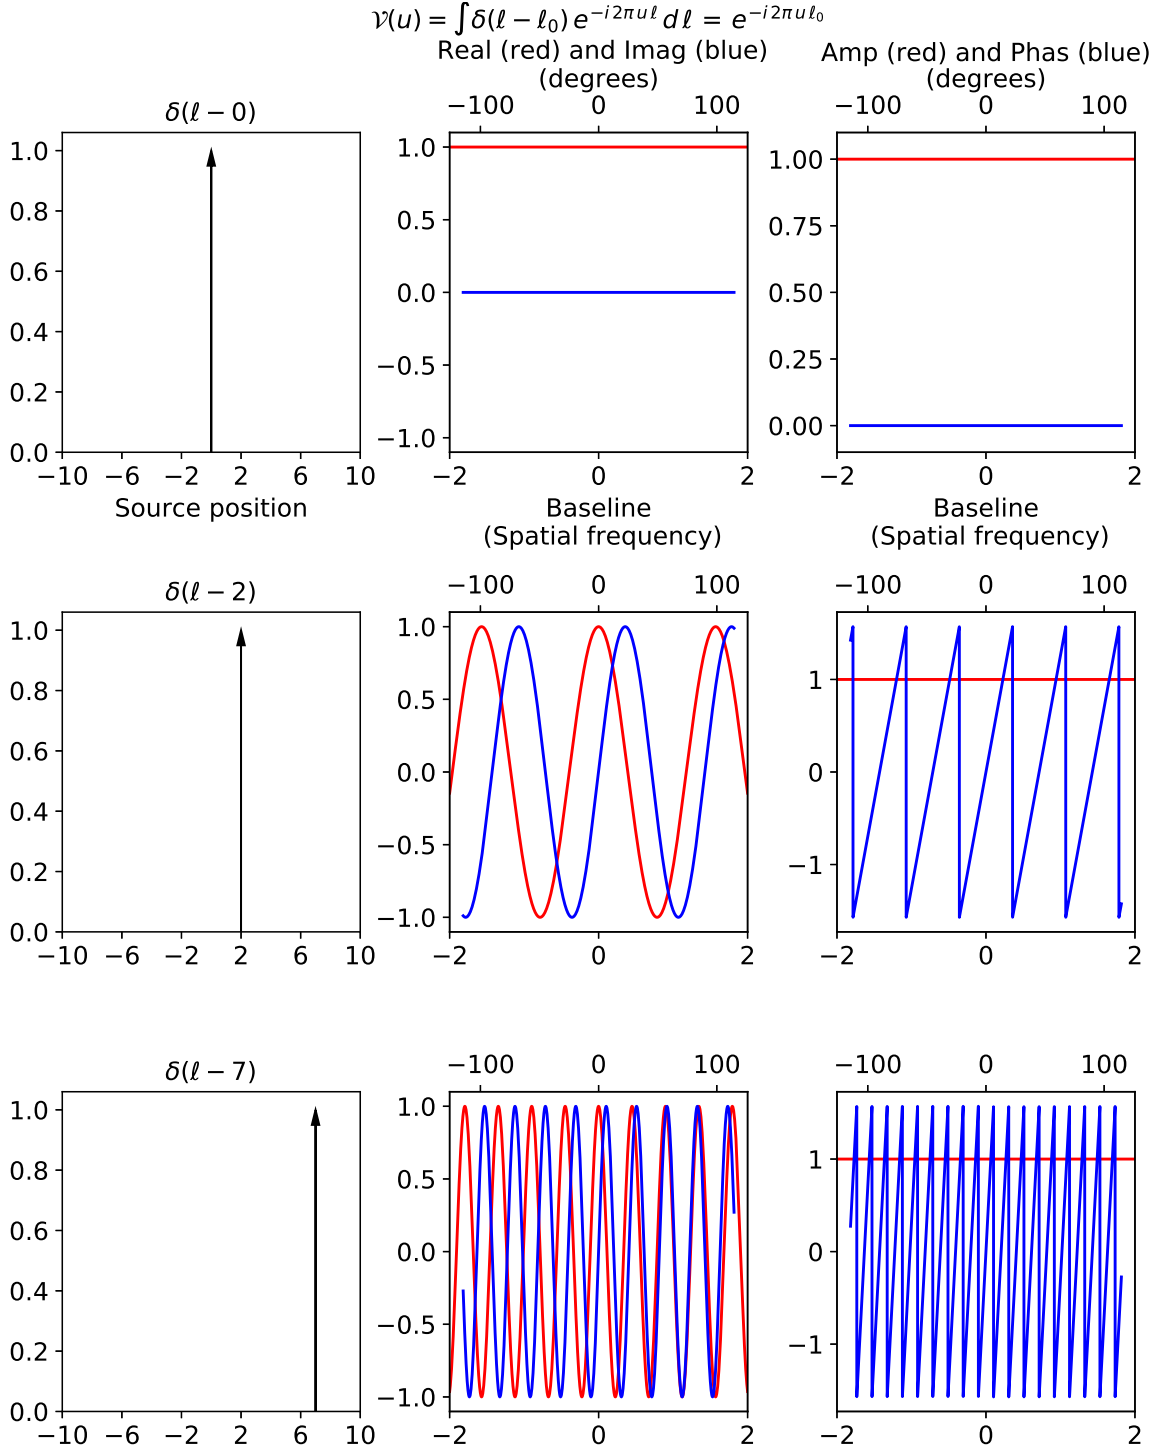 𝒱(u) = ∫δ(ℓ − ℓ₀) e^{−i2πuℓ} dℓ = e^{−i2πuℓ₀}
Real (red) and Imag (blue)
(degrees)
Amp (red) and Phas (blue)
(degrees)
−100 0 100
−100 0 100
δ(ℓ − 0)
1.0
0.8
0.6
0.4
0.2
0.0
−10 −6 −2 2 6 10
Source position
1.0
0.5
0.0
−0.5
−1.0
−2 0 2
Baseline
(Spatial frequency)
1.00
0.75
0.50
0.25
0.00
−2 0 2
Baseline
(Spatial frequency)
δ(ℓ − 2)
1.0
0.8
0.6
0.4
0.2
0.0
−10 −6 −2 2 6 10
−100 0 100
1.0
0.5
0.0
−0.5
−1.0
−2 0 2
−100 0 100
1
0
−1
−2 0 2
δ(ℓ − 7)
1.0
0.8
0.6
0.4
0.2
0.0
−10 −6 −2 2 6 10
−100 0 100
1.0
0.5
0.0
−0.5
−1.0
−2 0 2
−100 0 100
1
0
−1
−2 0 2